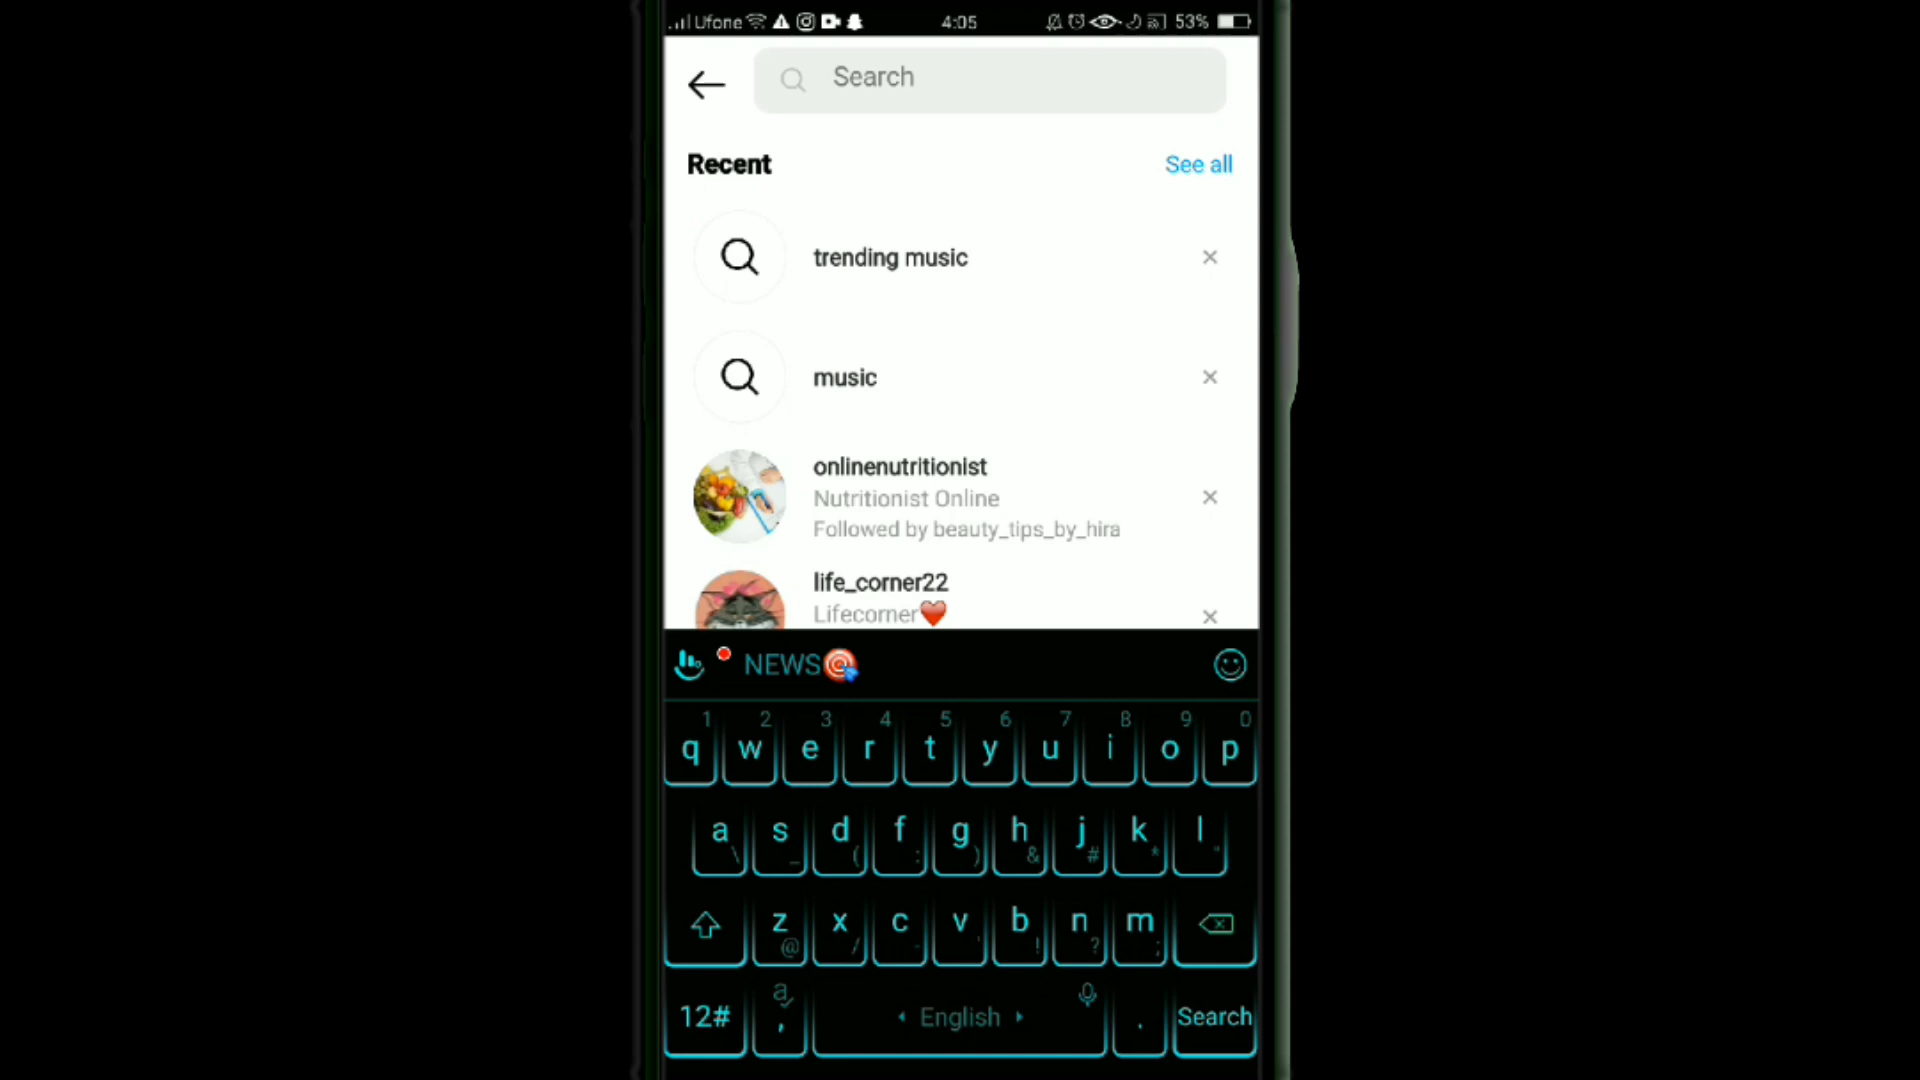 Ufone 4:05 53%
Search
Recent See all
trending music
music
onlinenutritionist
Nutritionist Online
Followed by beauty_tips_by_hira
life_corner22
Lifecorner❤️
NEWS🎯
1 2 3 4 5 6 7 8 9 0
q w e r t y u i o p
a s d f g h j k l
\ _ ( : ) & # * "
z x c v b n m
@ / - ' ! ? ;
a
12# , English . Search